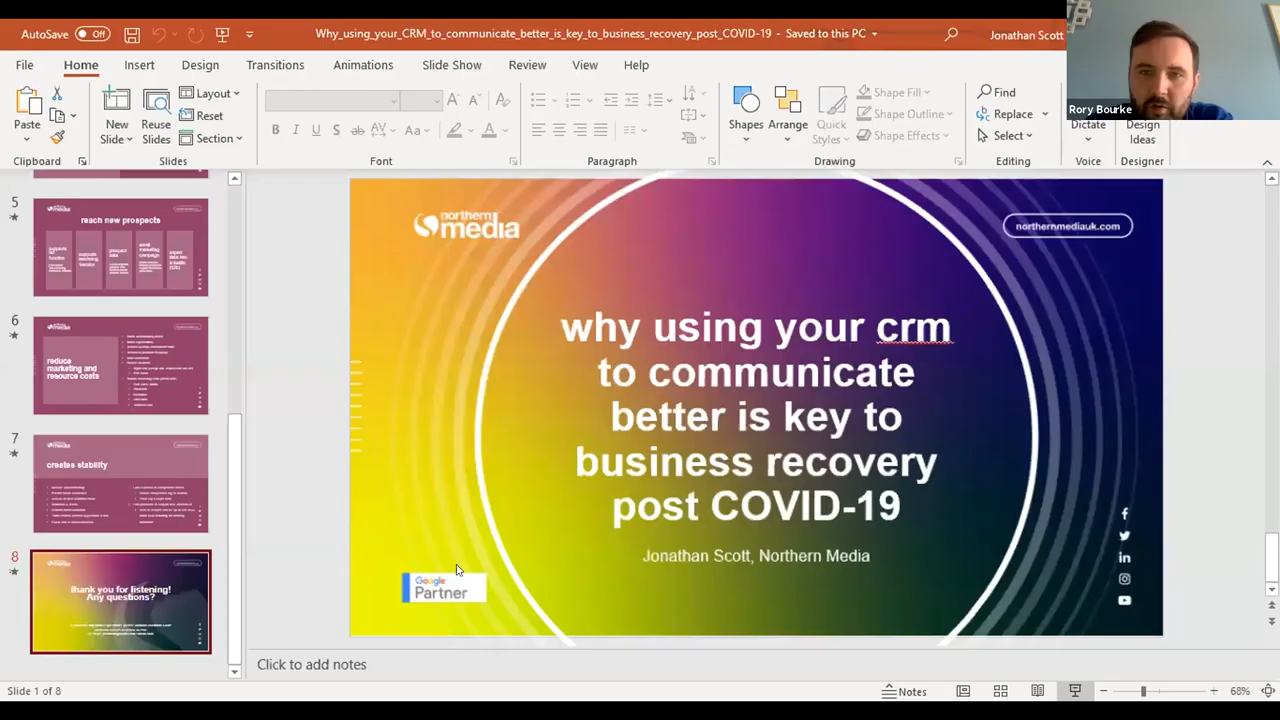 AutoSave Off
Why_using_your_CRM_to_communicate_better_is_key_to_business_recovery_post_COVID-19 - Saved to this PC
Jonathan Scott
File Home Insert Design Transitions Animations Slide Show Review View Help
Rory Bourke
Paste
New Slides
Reuse Slides
Layout
Reset
Section
Shapes
Arrange
Quick Styles
Shape Fill
Shape Outline
Shape Effects
Find
Replace
Select
Dictate
Design Ideas
Clipboard Slides Font Paragraph Drawing Editing Voice Designer
5
reach new prospects
6
reduce
marketing and
resource costs
7
creates stability
8
thank you for listening!
Any questions?
northern
media
northernmediauk.com
why using your crm
to communicate
better is key to
business recovery
post COVID-19
Jonathan Scott, Northern Media
Google
Partner
Click to add notes
Slide 1 of 8
Notes
68%